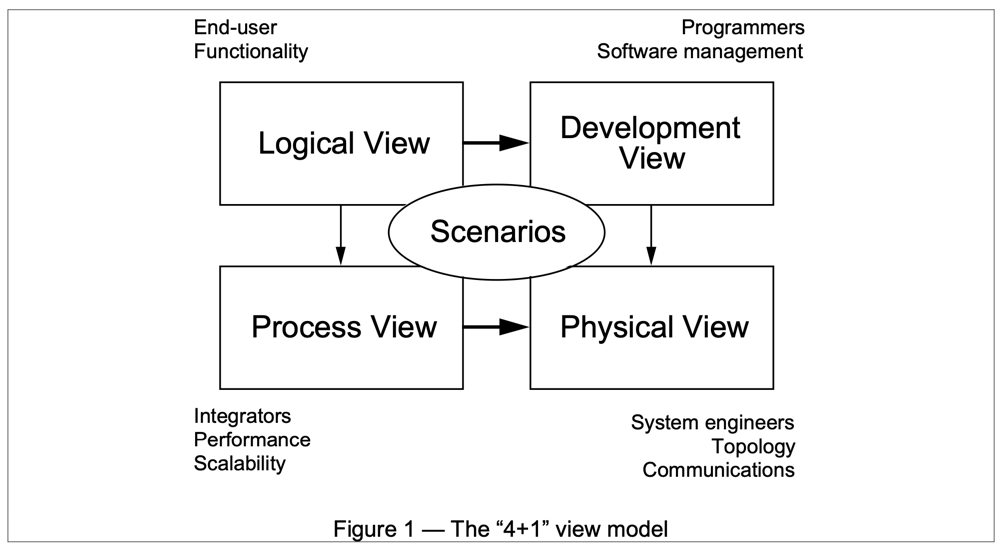 End-user
Functionality
Programmers
Software management
Logical View
Development
View
Scenarios
Process View
Physical View
Integrators
Performance
Scalability
System engineers
Topology
Communications
Figure 1 — The “4+1” view model